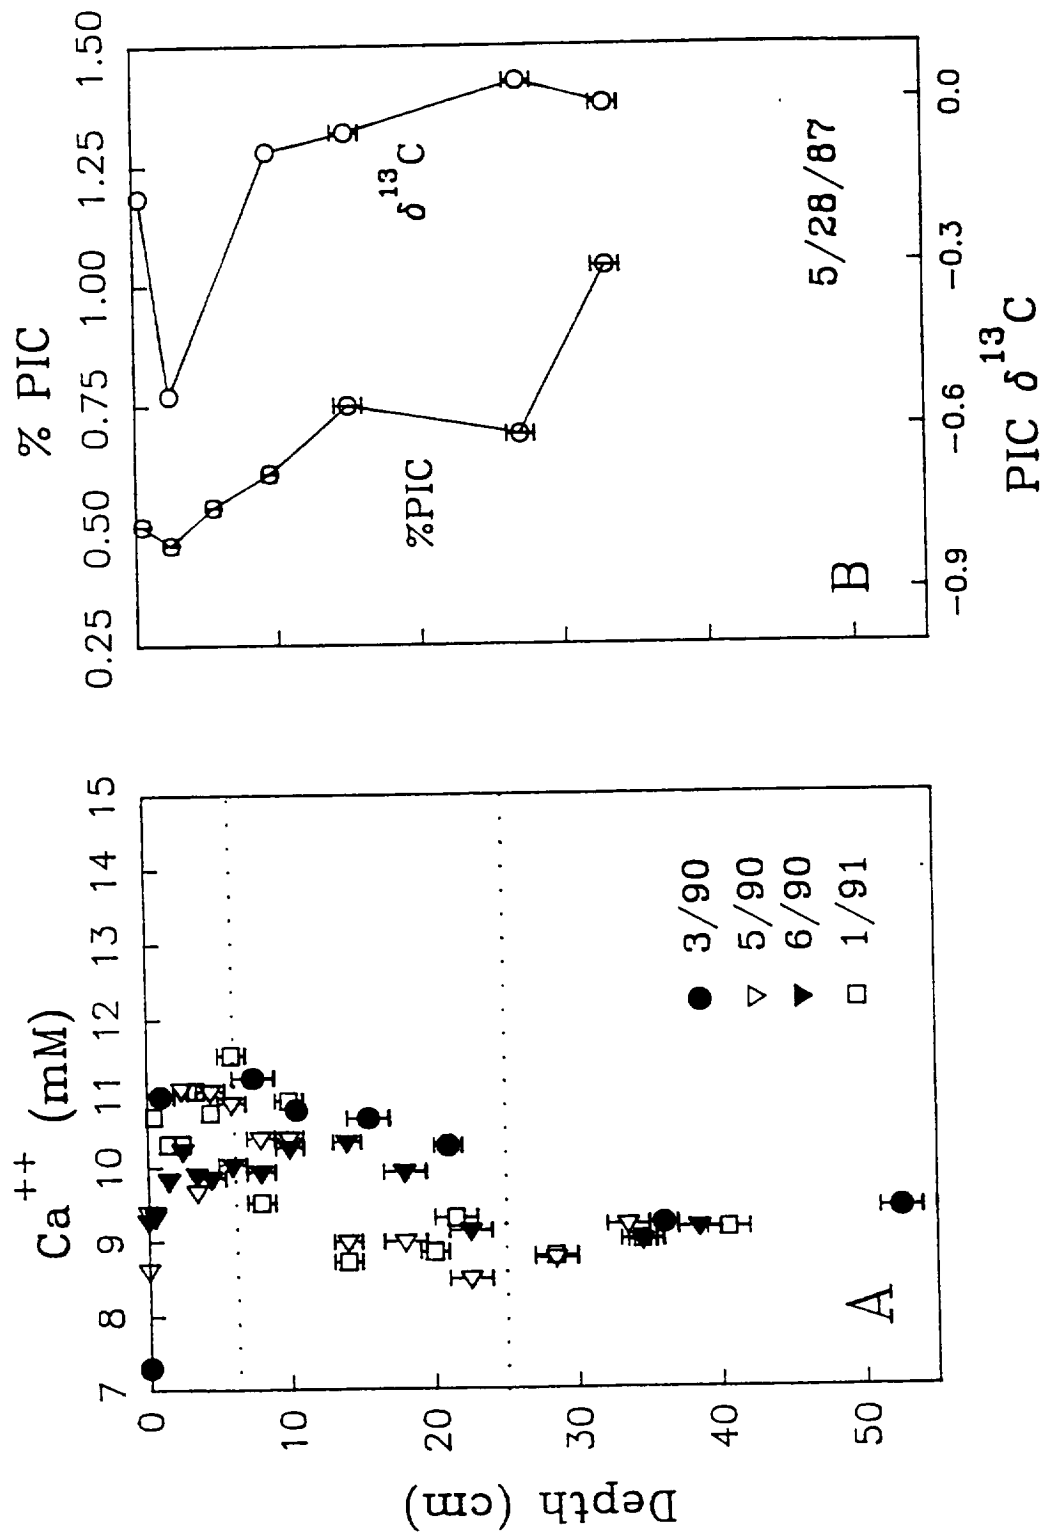 Ca++ (mM)
7 8 9 10 11 12 13 14 15
Depth (cm)
0
10
20
30
40
50
3/90
5/90
6/90
1/91
A
% PIC
0.25 0.50 0.75 1.00 1.25 1.50
δ13C
%PIC
5/28/87
B
-0.9 -0.6 -0.3 0.0
PIC δ13C